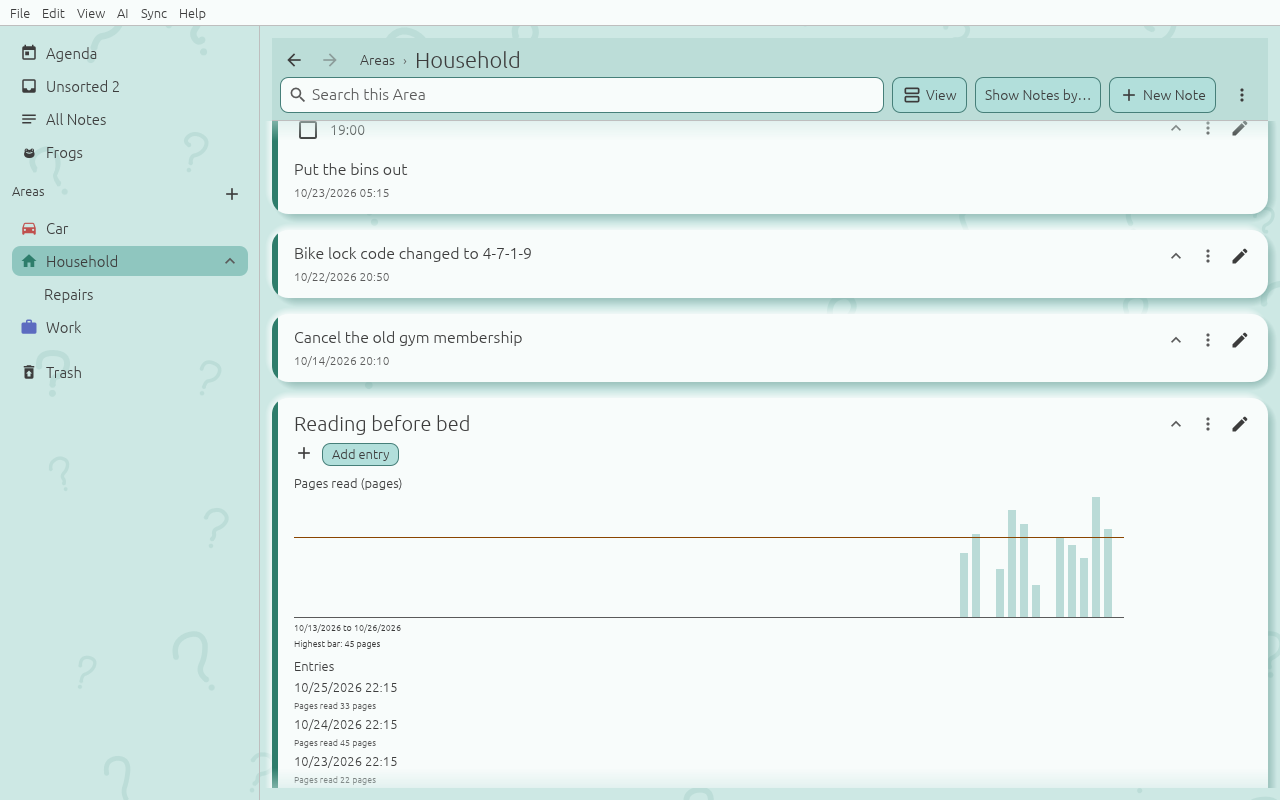 File Edit View AI Sync Help
Agenda
Unsorted 2
All Notes
Frogs
Areas
Car
Household
Repairs
Work
Trash
Areas › Household
Search this Area
View
Show Notes by...
New Note
19:00
Put the bins out
10/23/2026 05:15
Bike lock code changed to 4-7-1-9
10/22/2026 20:50
Cancel the old gym membership
10/14/2026 20:10
Reading before bed
Add entry
Pages read (pages)
10/13/2026 to 10/26/2026
Highest bar: 45 pages
Entries
10/25/2026 22:15
Pages read 33 pages
10/24/2026 22:15
Pages read 45 pages
10/23/2026 22:15
Pages read 22 pages